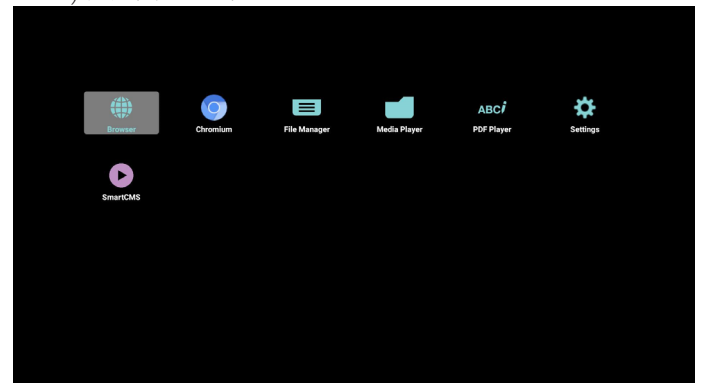 Browser
Chromium
File Manager
Media Player
ABCi
PDF Player
Settings
SmartCMS